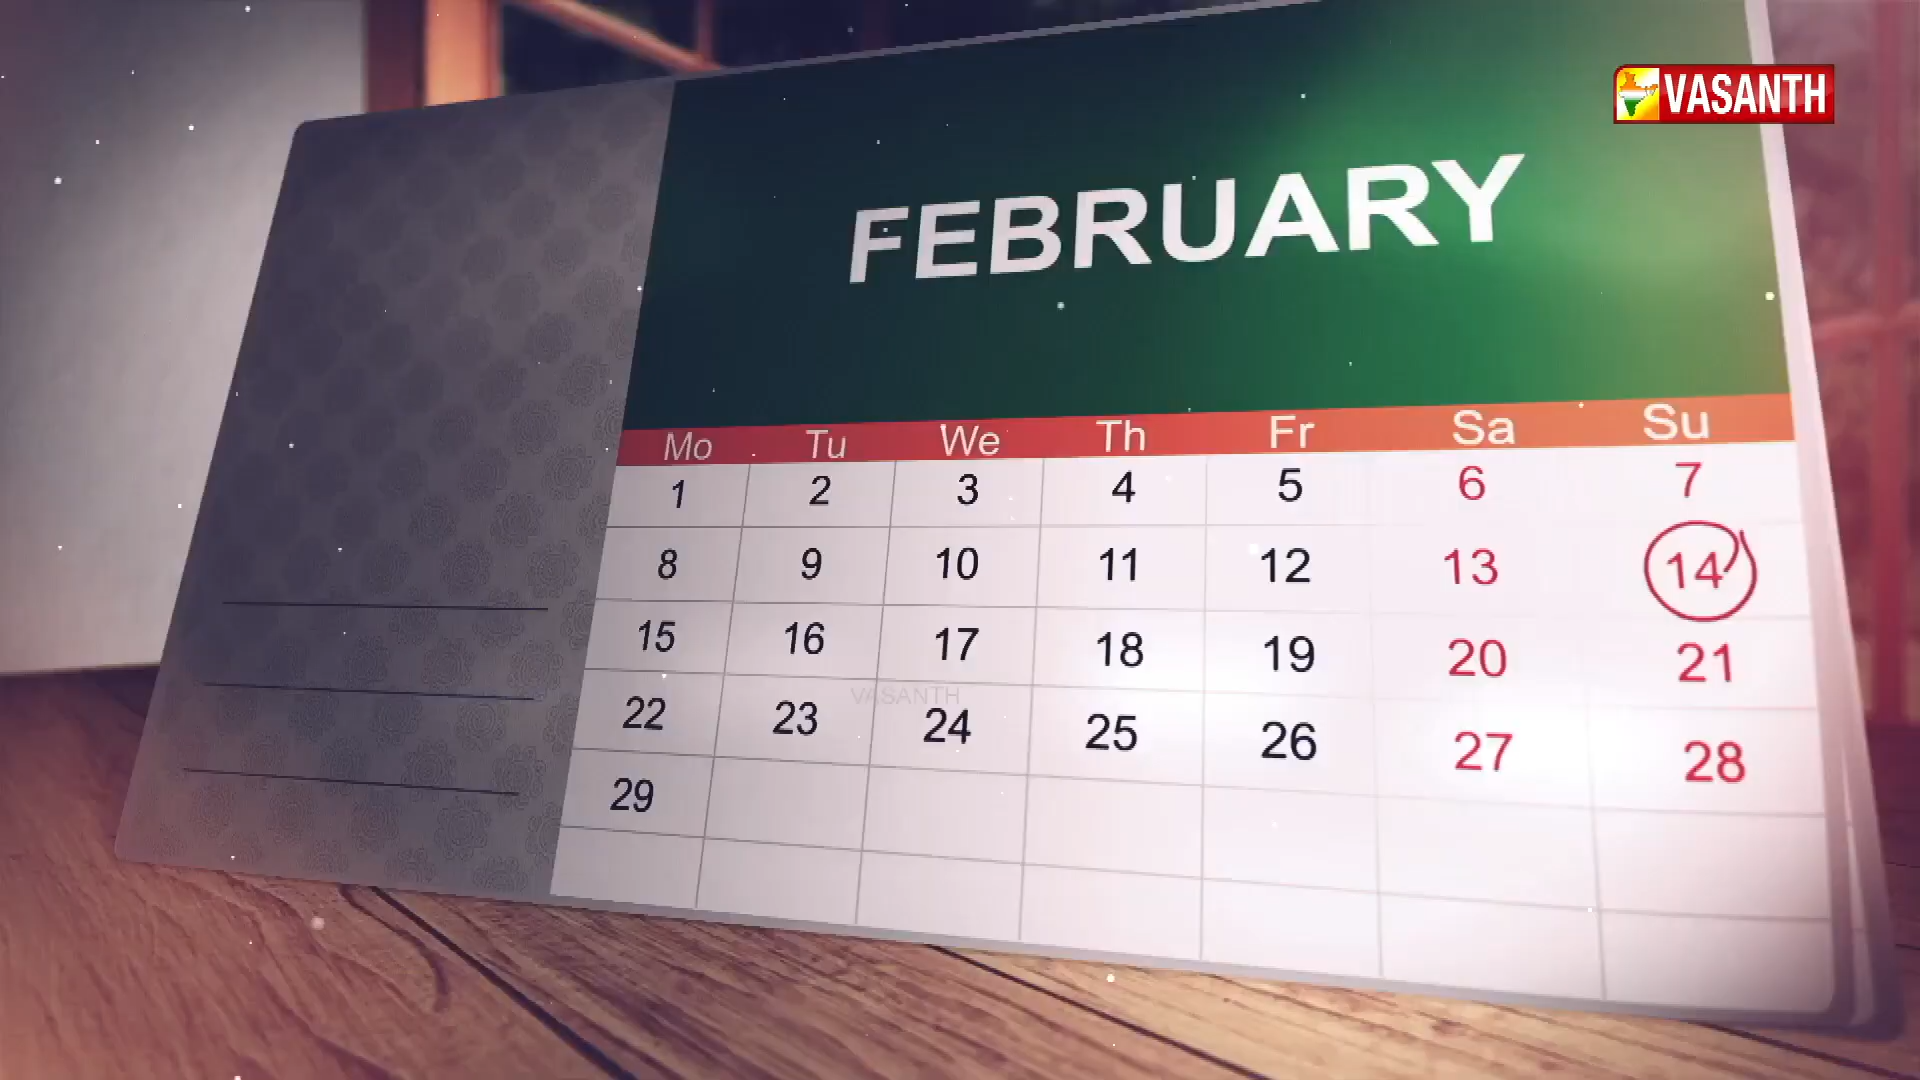 VASANTH
FEBRUARY
Mo Tu We Th Fr Sa Su
1 2 3 4 5 6 7
8 9 10 11 12 13 14
15 16 17 18 19 20 21
22 23 24 25 26 27 28
VASANTH
29